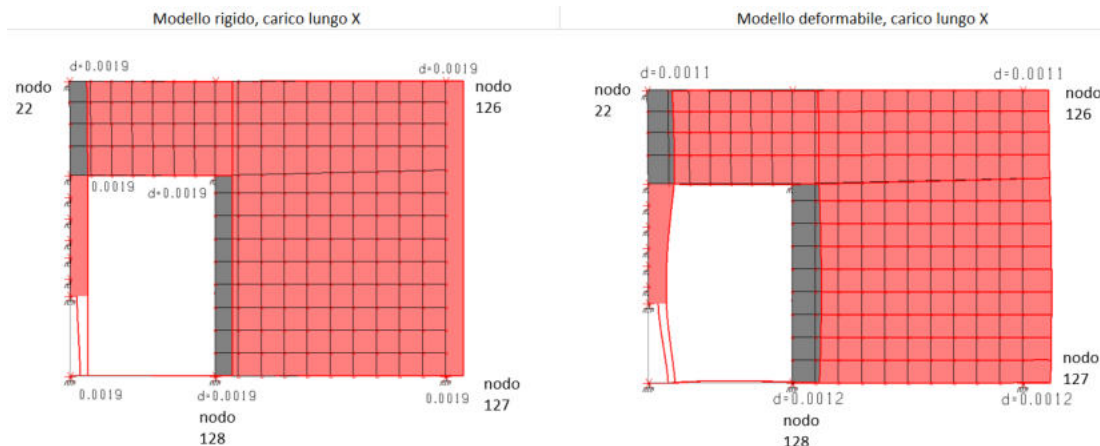 Modello rigido, carico lungo X
Modello deformabile, carico lungo X
d=0.0019
d=0.0019
nodo
22
nodo
126
0.0019
d=0.0019
0.0019
d=0.0019
0.0019
nodo
127
nodo
128
d=0.0011
d=0.0011
nodo
22
nodo
126
d=0.0012
d=0.0012
nodo
127
nodo
128